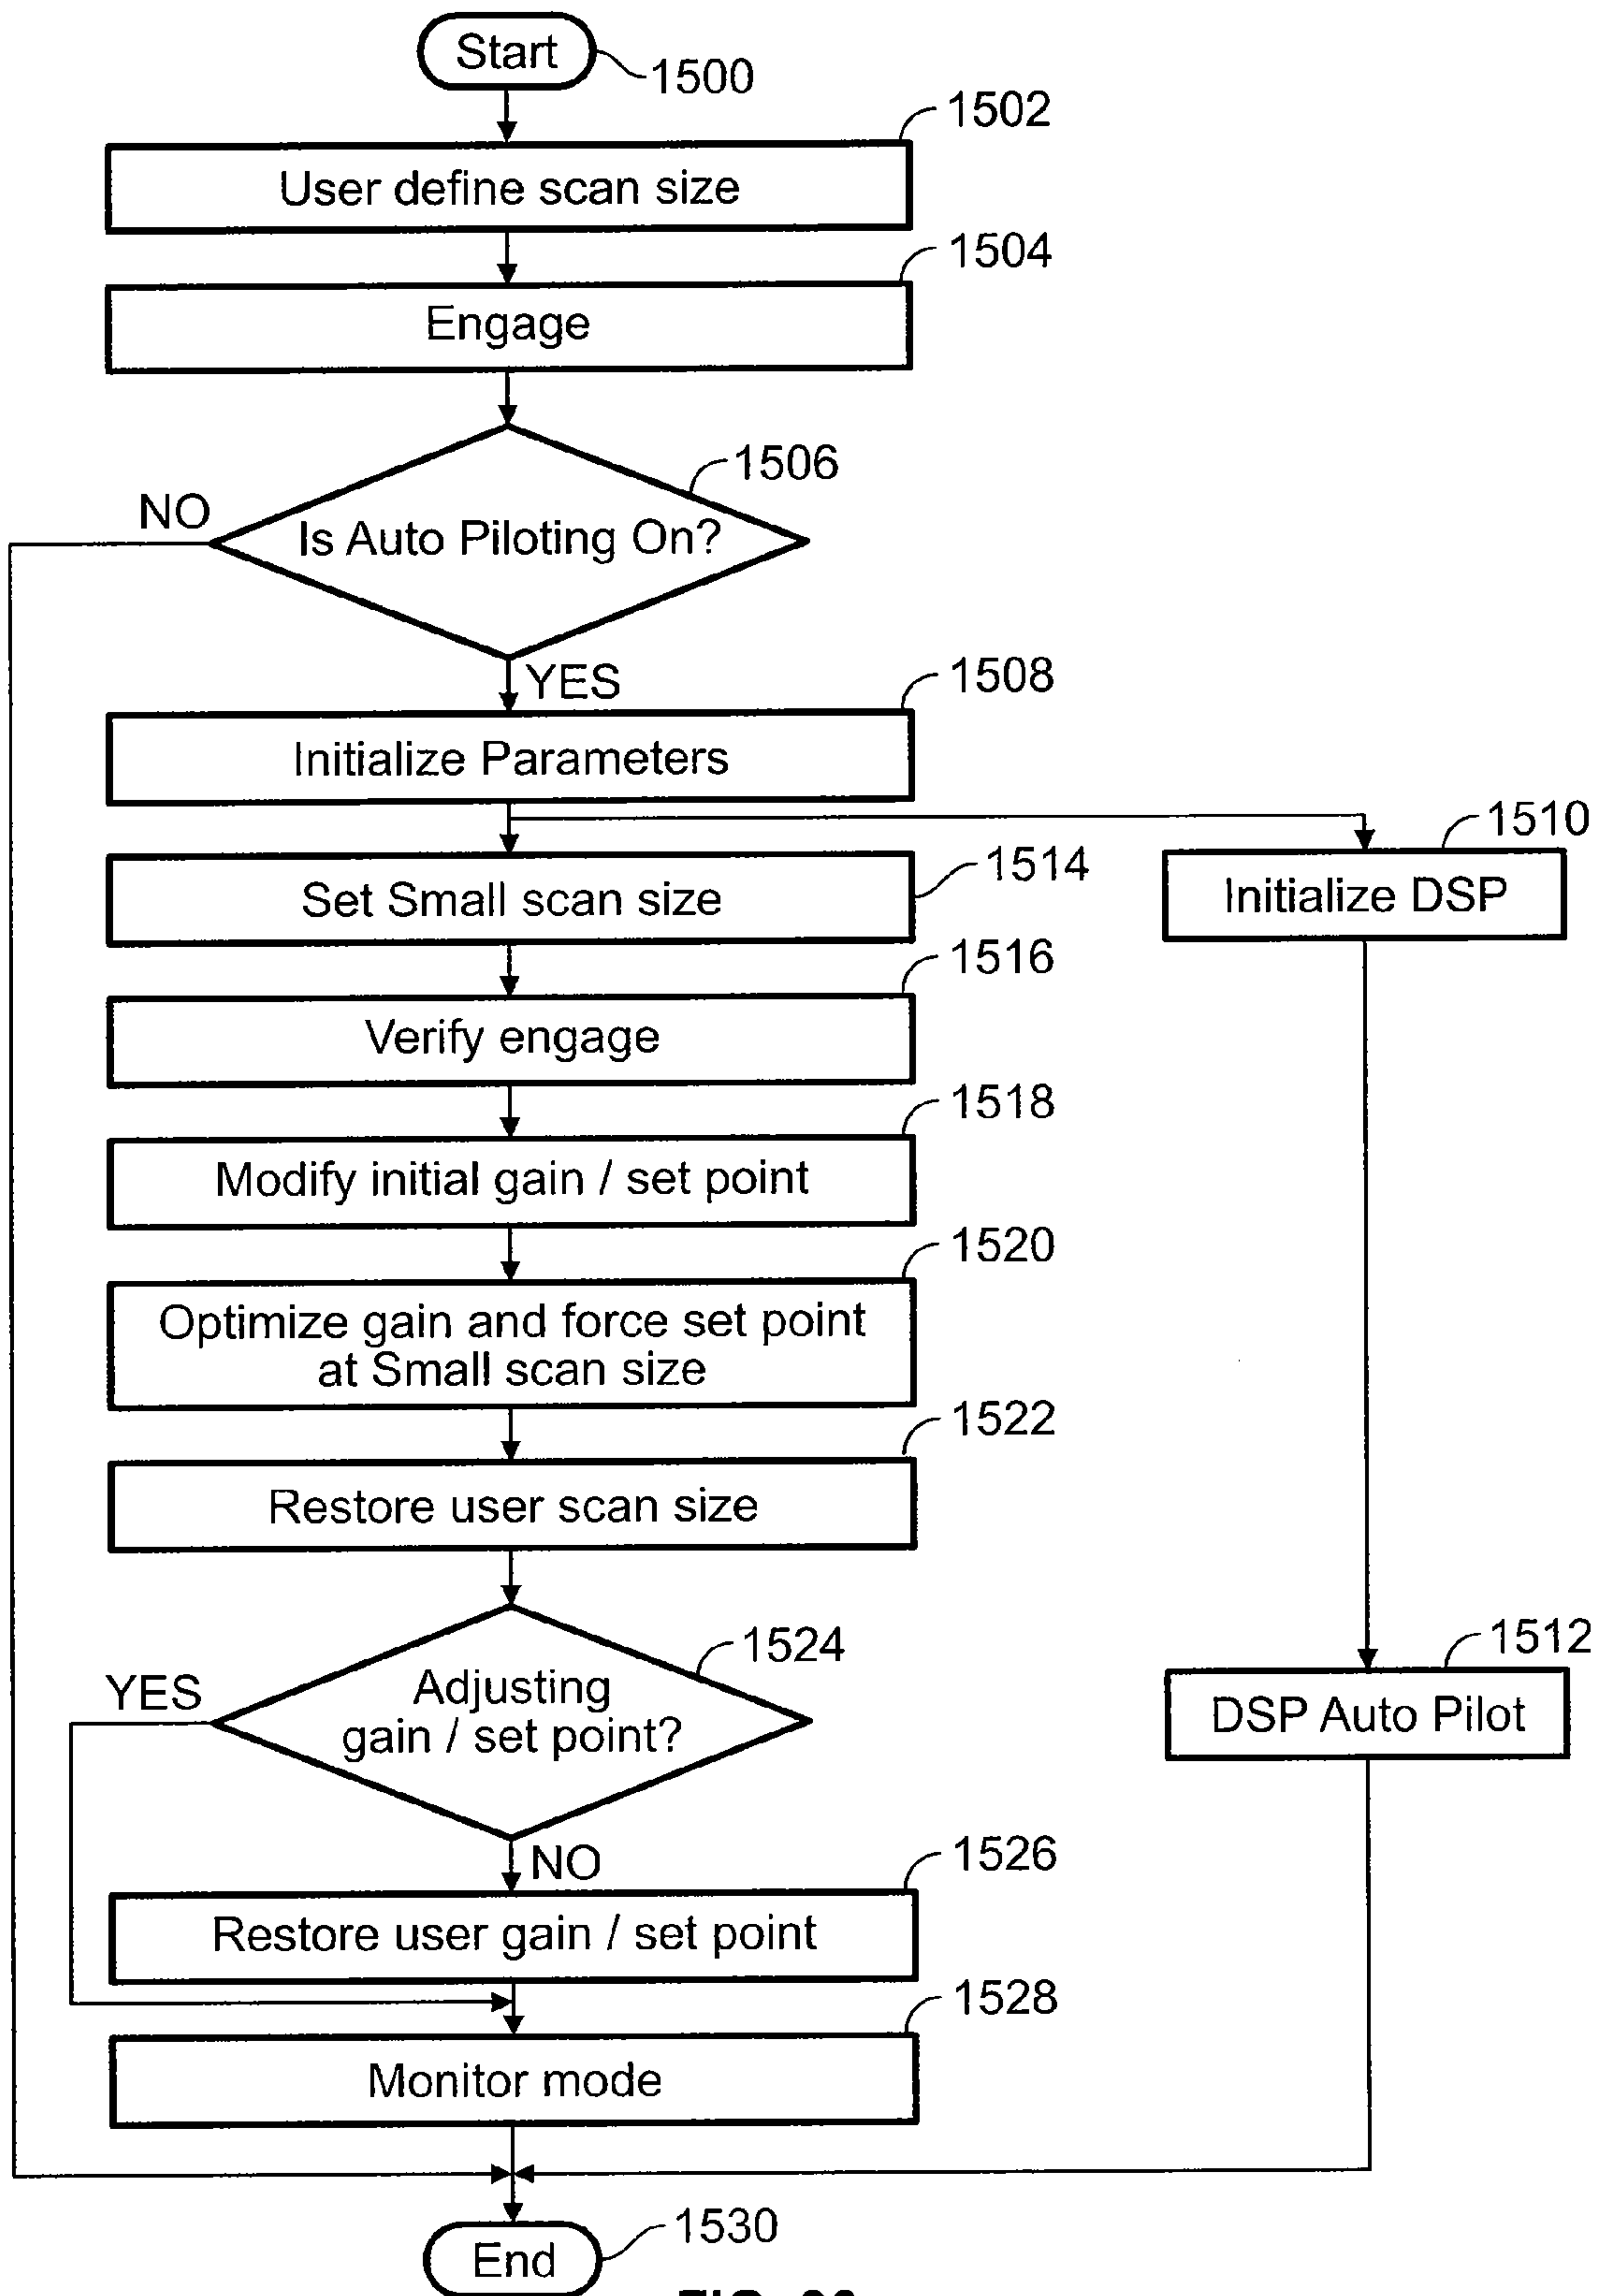 Start
1500
1502
User define scan size
1504
Engage
1506
NO
Is Auto Piloting On?
YES
1508
Initialize Parameters
1510
1514
Set Small scan size
Initialize DSP
1516
Verify engage
1518
Modify initial gain / set point
1520
Optimize gain and force set point
at Small scan size
1522
Restore user scan size
1524
1512
YES
Adjusting
gain / set point?
DSP Auto Pilot
NO
1526
Restore user gain / set point
1528
Monitor mode
1530
End